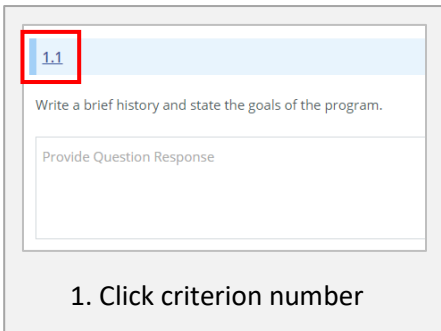 1.1
Write a brief history and state the goals of the program.
Provide Question Response
1. Click criterion number